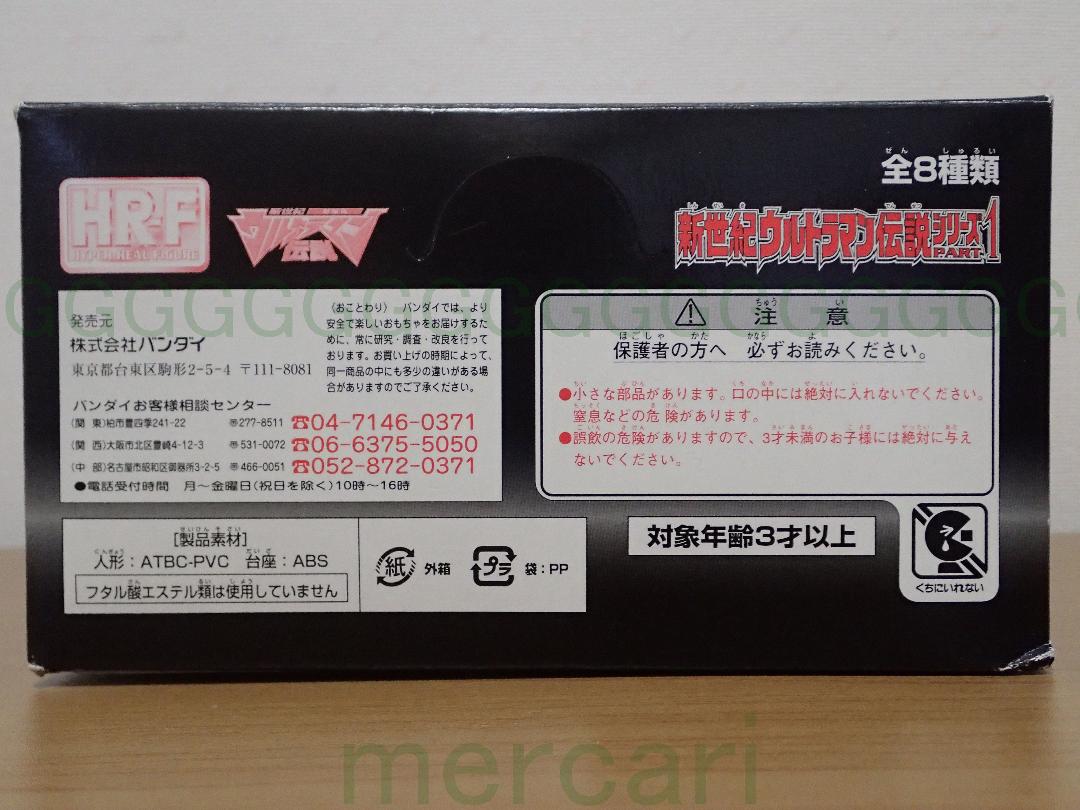 全8種類
HR-F
HYPER REAL FIGURE
新世紀
ウルトラマン
伝説
新世紀ウルトラマン伝説シリーズ PART.1
発売元
株式会社バンダイ
東京都台東区駒形2-5-4 〒111-8081
《おことわり》 バンダイでは、より
安全で楽しいおもちゃをお届けするた
めに、常に研究・調査・改良を行って
おります。お買い上げの時期によって、
同一商品の中にも多少の違いがある場
合がありますのでご了承ください。
バンダイお客様相談センター
(関 東)柏市豊四季241-22 〒277-8511 ☎04-7146-0371
(関 西)大阪市北区豊崎4-12-3 〒531-0072 ☎06-6375-5050
(中 部)名古屋市昭和区御器所3-2-5 〒466-0051 ☎052-872-0371
●電話受付時間 月〜金曜日(祝日を除く)10時〜16時
⚠ 注意
保護者の方へ 必ずお読みください。
●小さな部品があります。口の中には絶対に入れないでください。
窒息などの危険があります。
●誤飲の危険がありますので、3才未満のお子様には絶対に与え
ないでください。
[製品素材]
人形：ATBC-PVC 台座：ABS
フタル酸エステル類は使用していません
紙 外箱 プラ 袋：PP
対象年齢3才以上
くちにいれない
GGGGGGGGGGGGGGGGGGGGGG
mercari